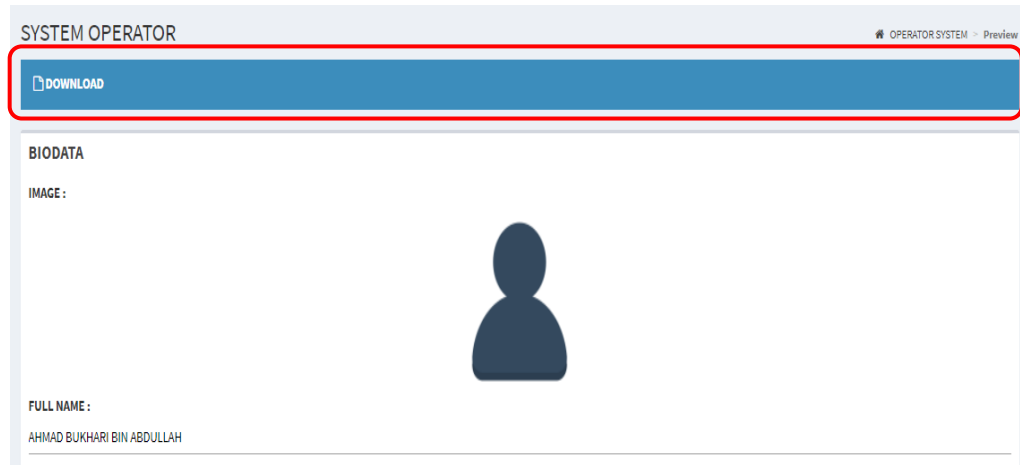 SYSTEM OPERATOR
OPERATOR SYSTEM > Preview
DOWNLOAD
BIODATA
IMAGE :
FULL NAME :
AHMAD BUKHARI BIN ABDULLAH